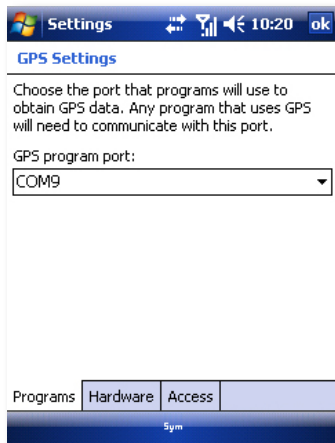 Settings 10:20 ok
GPS Settings
Choose the port that programs will use to
obtain GPS data. Any program that uses GPS
will need to communicate with this port.
GPS program port:
COM9
Programs Hardware Access
Sym